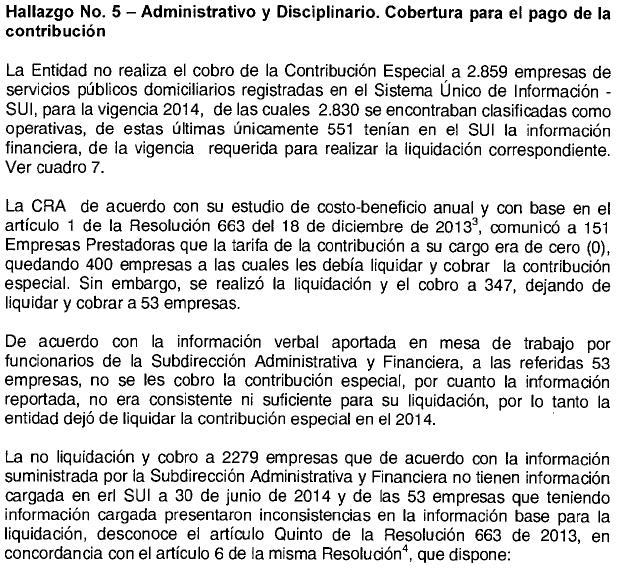 Hallazgo No. 5 – Administrativo y Disciplinario. Cobertura para el pago de la
contribución
La Entidad no realiza el cobro de la Contribución Especial a 2.859 empresas de
servicios públicos domiciliarios registradas en el Sistema Único de Información -
SUI, para la vigencia 2014, de las cuales 2.830 se encontraban clasificadas como
operativas, de estas últimas únicamente 551 tenían en el SUI la información
financiera, de la vigencia requerida para realizar la liquidación correspondiente.
Ver cuadro 7.
La CRA de acuerdo con su estudio de costo-beneficio anual y con base en el
artículo 1 de la Resolución 663 del 18 de diciembre de 2013³, comunicó a 151
Empresas Prestadoras que la tarifa de la contribución a su cargo era de cero (0),
quedando 400 empresas a las cuales les debía liquidar y cobrar la contribución
especial. Sin embargo, se realizó la liquidación y el cobro a 347, dejando de
liquidar y cobrar a 53 empresas.
De acuerdo con la información verbal aportada en mesa de trabajo por
funcionarios de la Subdirección Administrativa y Financiera, a las referidas 53
empresas, no se les cobro la contribución especial, por cuanto la información
reportada, no era consistente ni suficiente para su liquidación, por lo tanto la
entidad dejó de liquidar la contribución especial en el 2014.
La no liquidación y cobro a 2279 empresas que de acuerdo con la información
suministrada por la Subdirección Administrativa y Financiera no tienen información
cargada en erl SUI a 30 de junio de 2014 y de las 53 empresas que teniendo
información cargada presentaron inconsistencias en la información base para la
liquidación, desconoce el artículo Quinto de la Resolución 663 de 2013, en
concordancia con el artículo 6 de la misma Resolución⁴, que dispone: